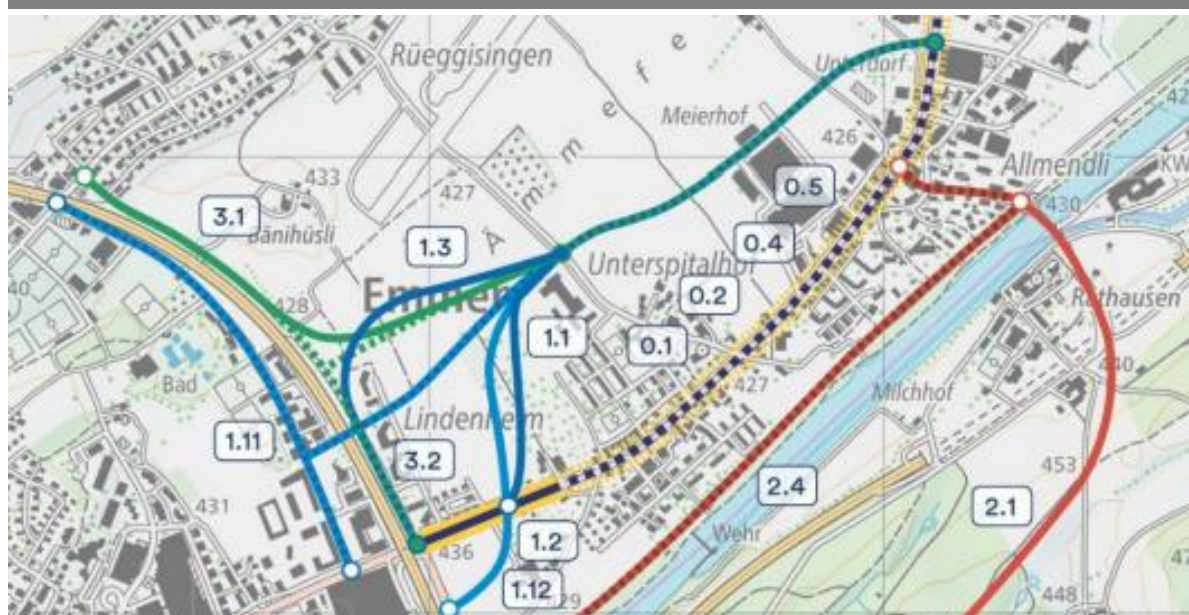 Rüeggisingen
Unterdorf
Meierhof
426
Allmendli
KW
433
427
0.5
430
3.1
Bänihüsli
1.3
Ä m m e f e
0.4
Unterspitalhof
Emmen
0.2
Rathausen
428
1.1
0.1
440
427
Bad
Milchhof
Lindenheim
1.11
3.2
453
2.4
431
2.1
Wehr
436
1.2
1.12
448